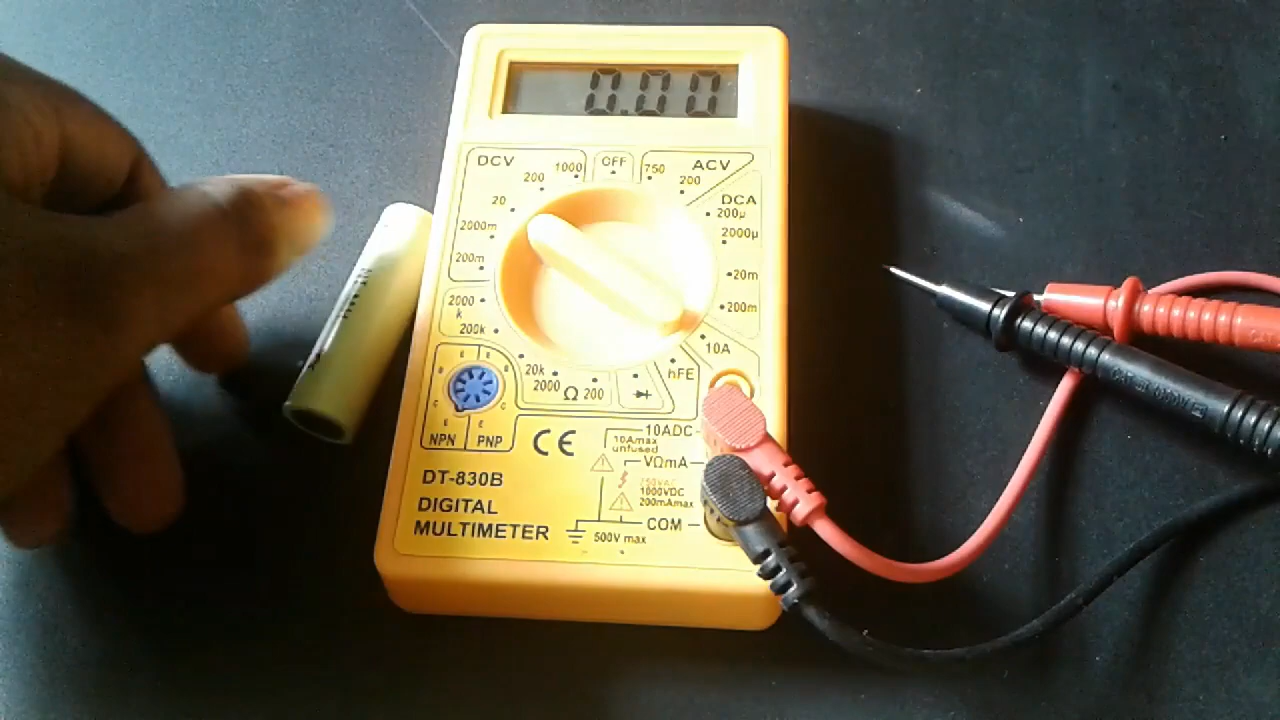 0.00
DCV
1000
OFF
750
ACV
200
200
20
DCA
200µ
2000m
2000µ
200m
20m
200m
2000
k
200k
10A
20k
hFE
2000
Ω 200
E E
B
C C
E E
NPN PNP
CE
10ADC
10Amax
unfused
VΩmA
750VAC
1000VDC
200mAmax
COM
500V max
DT-830B
DIGITAL
MULTIMETER